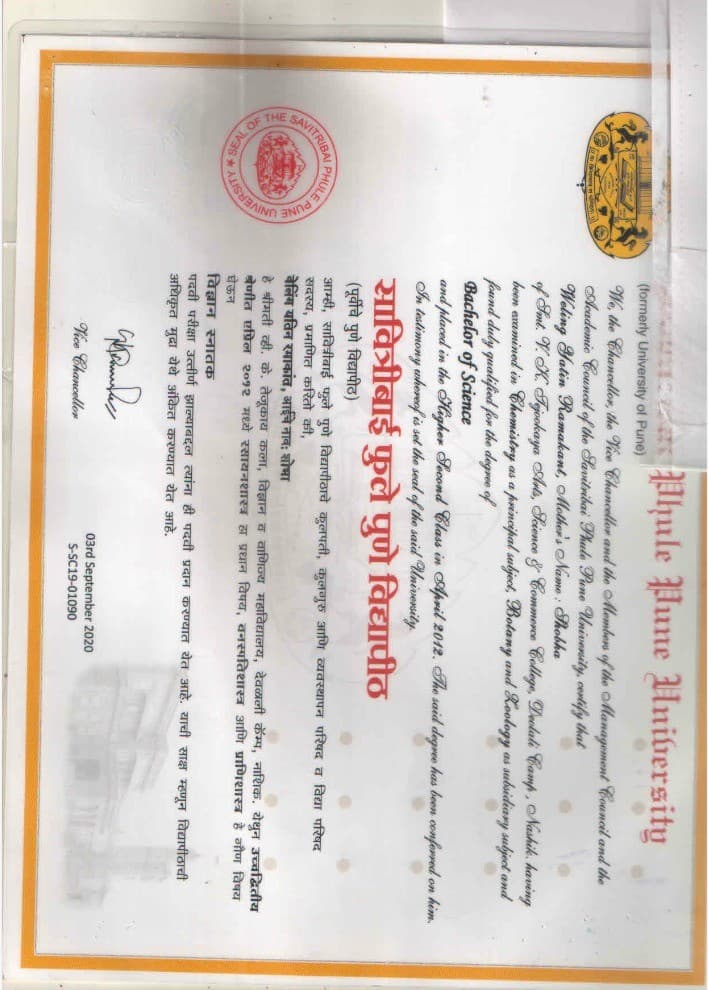 Phule Pune University
(formerly University of Pune)
We, the Chancellor, the Vice Chancellor and the Members of the Management Council and the
Academic Council of the Savitribai Phule Pune University, certify that
Weling Yatin Ramakant, Mother's Name : Shobha
of Smt. V. K. Tejookaya Arts, Science & Commerce College, Deolali Camp, Nashik. having
been examined in Chemistry as a principal subject, Botany and Zoology as subsidiary subject and
found duly qualified for the degree of
Bachelor of Science
and placed in the Higher Second Class in April 2012. The said degree has been conferred on him.
In testimony whereof is set the seal of the said University.
सावित्रीबाई फुले पुणे विद्यापीठ
(पूर्वीचे पुणे विद्यापीठ)
आम्ही, सावित्रीबाई फुले पुणे विद्यापीठाचे कुलपती, कुलगुरू आणि व्यवस्थापन परिषद व विद्या परिषद
सदस्य, प्रमाणित करितो की,
वेलिंग यतिन रमाकांत, आईचे नाव: शोभा
हे श्रीमती व्ही. के. तेजुकाय कला, विज्ञान व वाणिज्य महाविद्यालय, देवळाली कॅम्प, नाशिक. येथून उच्चद्वितीय
श्रेणीत एप्रिल २०१२ मध्ये रसायनशास्त्र हा प्रधान विषय, वनस्पतिशास्त्र आणि प्राणिशास्त्र हे गौण विषय
घेऊन
विज्ञान स्नातक
पदवी परीक्षा उत्तीर्ण झाल्याबद्दल त्यांना ही पदवी प्रदान करण्यात येत आहे. याची साक्ष म्हणून विद्यापीठाची
अधिकृत मुद्रा येथे अंकित करण्यात येत आहे.
SEAL OF THE SAVITRIBAI PHULE PUNE UNIVERSITY
Vice Chancellor
03rd September 2020
S-SC19-01090